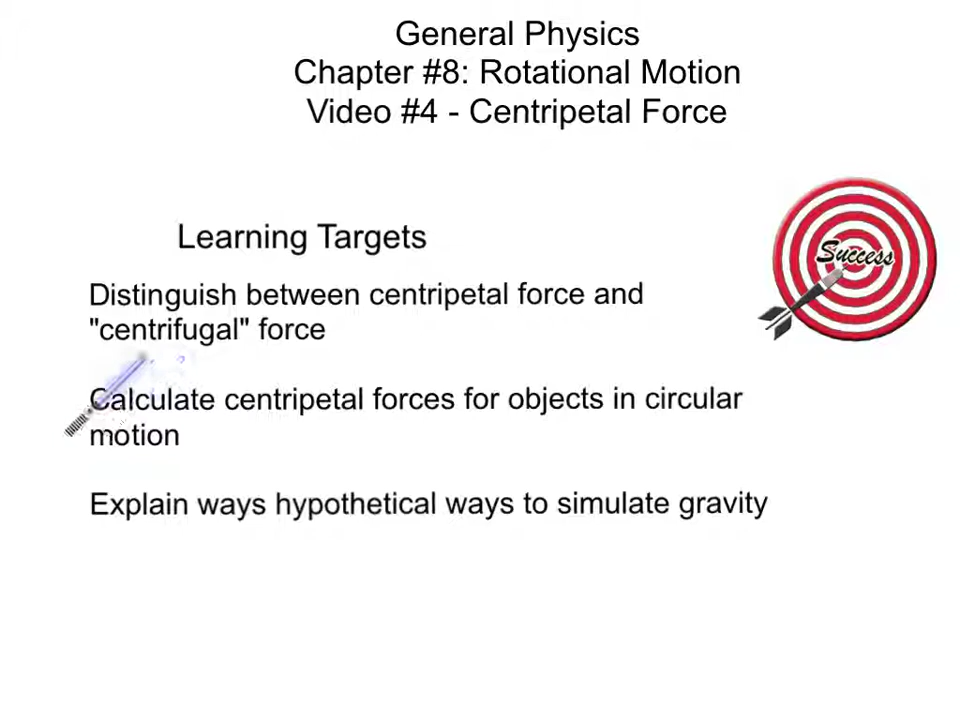 General Physics
Chapter #8: Rotational Motion
Video #4 - Centripetal Force
Learning Targets
Success
Distinguish between centripetal force and
"centrifugal" force
Calculate centripetal forces for objects in circular
motion
Explain ways hypothetical ways to simulate gravity